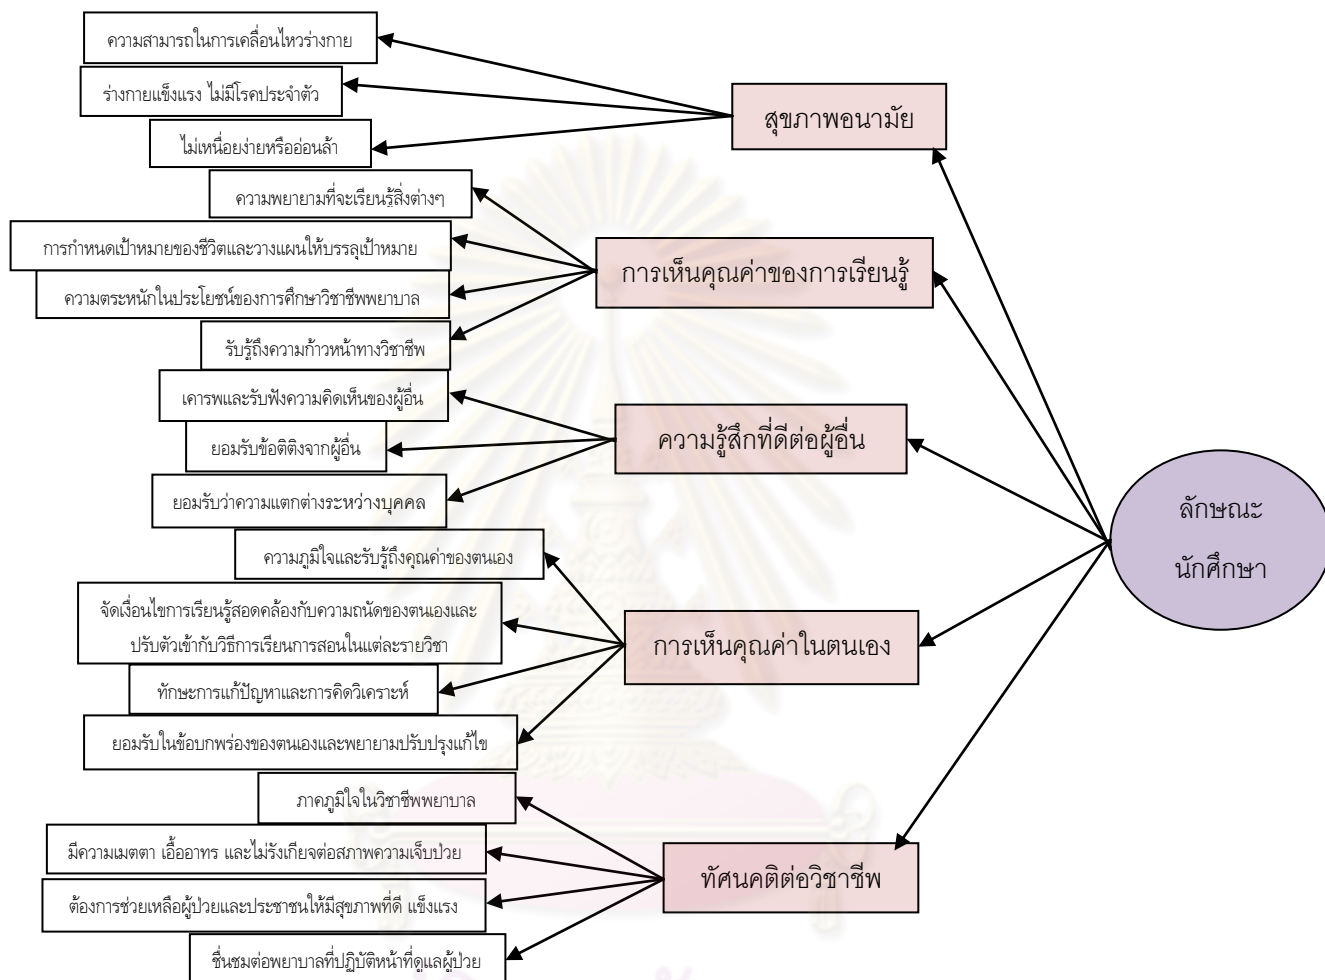 ความสามารถในการเคลื่อนไหวร่างกาย
ร่างกายแข็งแรง ไม่มีโรคประจำตัว
ไม่เหนื่อยง่ายหรืออ่อนล้า
สุขภาพอนามัย
ความพยายามที่จะเรียนรู้สิ่งต่างๆ
การกำหนดเป้าหมายของชีวิตและวางแผนให้บรรลุเป้าหมาย
ความตระหนักในประโยชน์ของการศึกษาวิชาชีพพยาบาล
รับรู้ถึงความก้าวหน้าทางวิชาชีพ
การเห็นคุณค่าของการเรียนรู้
เคารพและรับฟังความคิดเห็นของผู้อื่น
ยอมรับข้อติติงจากผู้อื่น
ยอมรับว่าความแตกต่างระหว่างบุคคล
ความรู้สึกที่ดีต่อผู้อื่น
ความภูมิใจและรับรู้ถึงคุณค่าของตนเอง
จัดเงื่อนไขการเรียนรู้สอดคล้องกับความถนัดของตนเองและ
ปรับตัวเข้ากับวิธีการเรียนการสอนในแต่ละรายวิชา
ทักษะการแก้ปัญหาและการคิดวิเคราะห์
ยอมรับในข้อบกพร่องของตนเองและพยายามปรับปรุงแก้ไข
การเห็นคุณค่าในตนเอง
ภาคภูมิใจในวิชาชีพพยาบาล
มีความเมตตา เอื้ออาทร และไม่รังเกียจต่อสภาพความเจ็บป่วย
ต้องการช่วยเหลือผู้ป่วยและประชาชนให้มีสุขภาพที่ดี แข็งแรง
ชื่นชมต่อพยาบาลที่ปฏิบัติหน้าที่ดูแลผู้ป่วย
ทัศนคติต่อวิชาชีพ
ลักษณะ
นักศึกษา